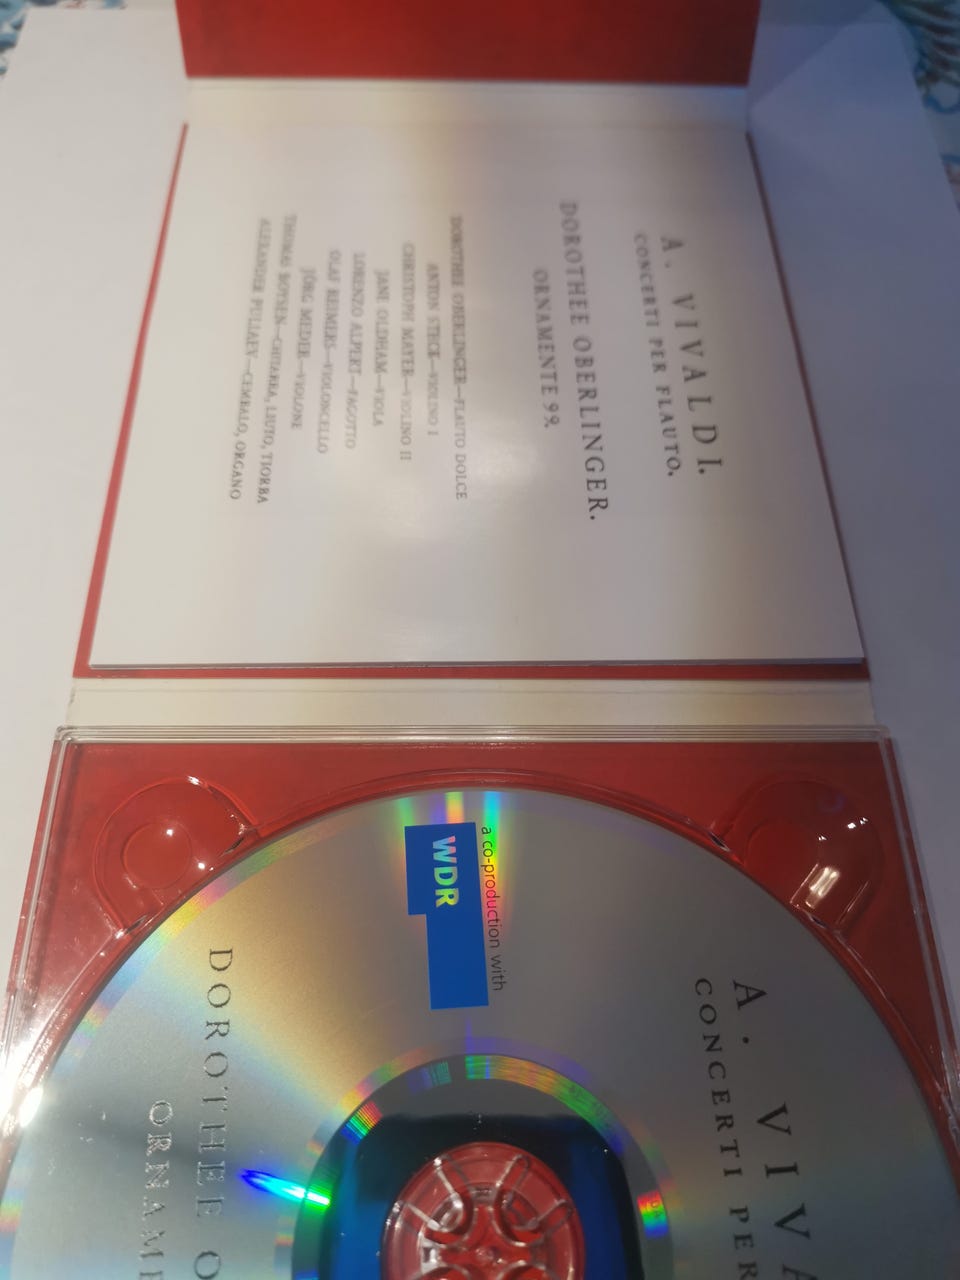 A. VIVALDI.
CONCERTI PER FLAUTO.
DOROTHEE OBERLINGER.
ORNAMENTE 99.
DOROTHEE OBERLINGER—FLAUTO DOLCE
ANTON STECK—VIOLINO I
CHRISTOPH MAYER—VIOLINO II
JANE OLDHAM—VIOLA
LORENZO ALPERT—FAGOTTO
OLAF REIMERS—VIOLONCELLO
JÖRG MEDER—VIOLONE
THOMAS BOYSEN—CHITARRA, LIUTO, TIORBA
ALEXANDER PULIAEV—CEMBALO, ORGANO
A. VIVA
CONCERTI PER
a co-production with
WDR
DOROTHEE O
ORNAME